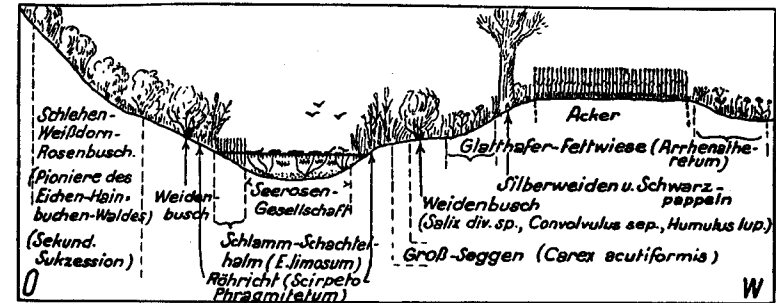 Schlehen-
Weißdorn-
Rosenbusch.
(Pioniere des
Eichen-Hain-
buchen-Waldes)
(Sekund.
Sukzession)
O
Weiden-
busch
Seerosen-
Gesellschaft
Schlamm-Schachtel-
halm (E. limosum)
Röhricht (Scirpeto-
Phragmitetum)
Acker
Glatthafer-Fettwiese (Arrhenathe-
retum)
Silberweiden u. Schwarz-
pappeln
Weidenbusch
(Salix div. sp., Convolvulus sep., Humulus lup.)
Groß-Seggen (Carex acutiformis)
W